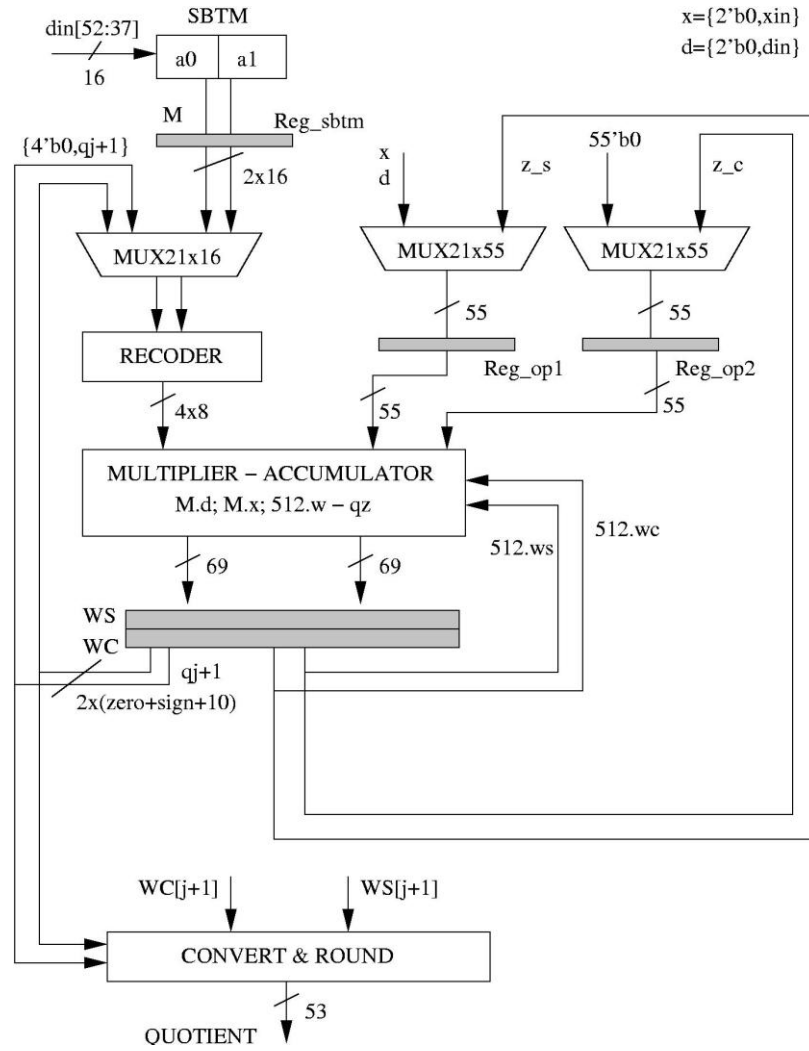 SBTM
x={2'b0,xin}
din[52:37]
d={2'b0,din}
a0 a1
16
M
Reg_sbtm
{4'b0,qj+1}
2x16
x
d
z_s
55'b0
z_c
MUX21x16
MUX21x55
MUX21x55
55
55
RECODER
Reg_op1
Reg_op2
4x8
55
55
MULTIPLIER – ACCUMULATOR
M.d; M.x; 512.w – qz
512.ws
512.wc
69
69
WS
WC
qj+1
2x(zero+sign+10)
WC[j+1]
WS[j+1]
CONVERT & ROUND
53
QUOTIENT